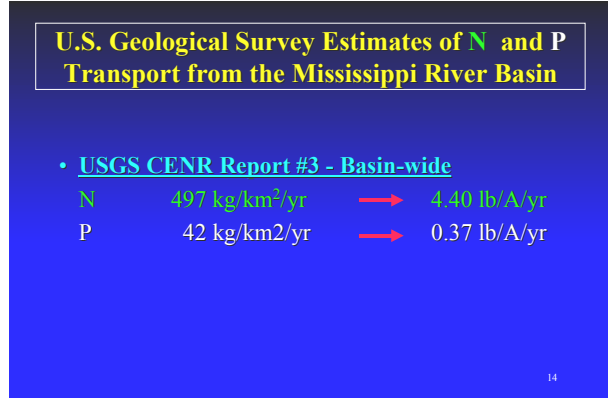 U.S. Geological Survey Estimates of N and P
Transport from the Mississippi River Basin
• USGS CENR Report #3 - Basin-wide
N 497 kg/km²/yr → 4.40 lb/A/yr
P 42 kg/km2/yr → 0.37 lb/A/yr
14